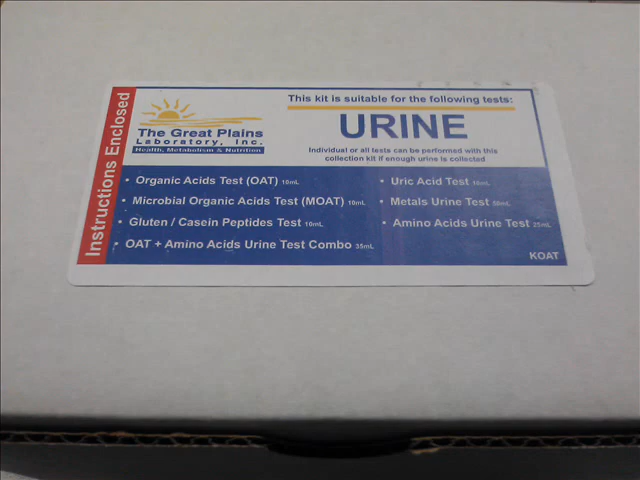 Instructions Enclosed
The Great Plains
Laboratory, Inc.
Health, Metabolism & Nutrition
This kit is suitable for the following tests:
URINE
Individual or all tests can be performed with this
collection kit if enough urine is collected
• Organic Acids Test (OAT) 10mL
• Microbial Organic Acids Test (MOAT) 10mL
• Gluten / Casein Peptides Test 10mL
• OAT + Amino Acids Urine Test Combo 35mL
• Uric Acid Test 10mL
• Metals Urine Test
• Amino Acids Urine Test 25mL
KOAT